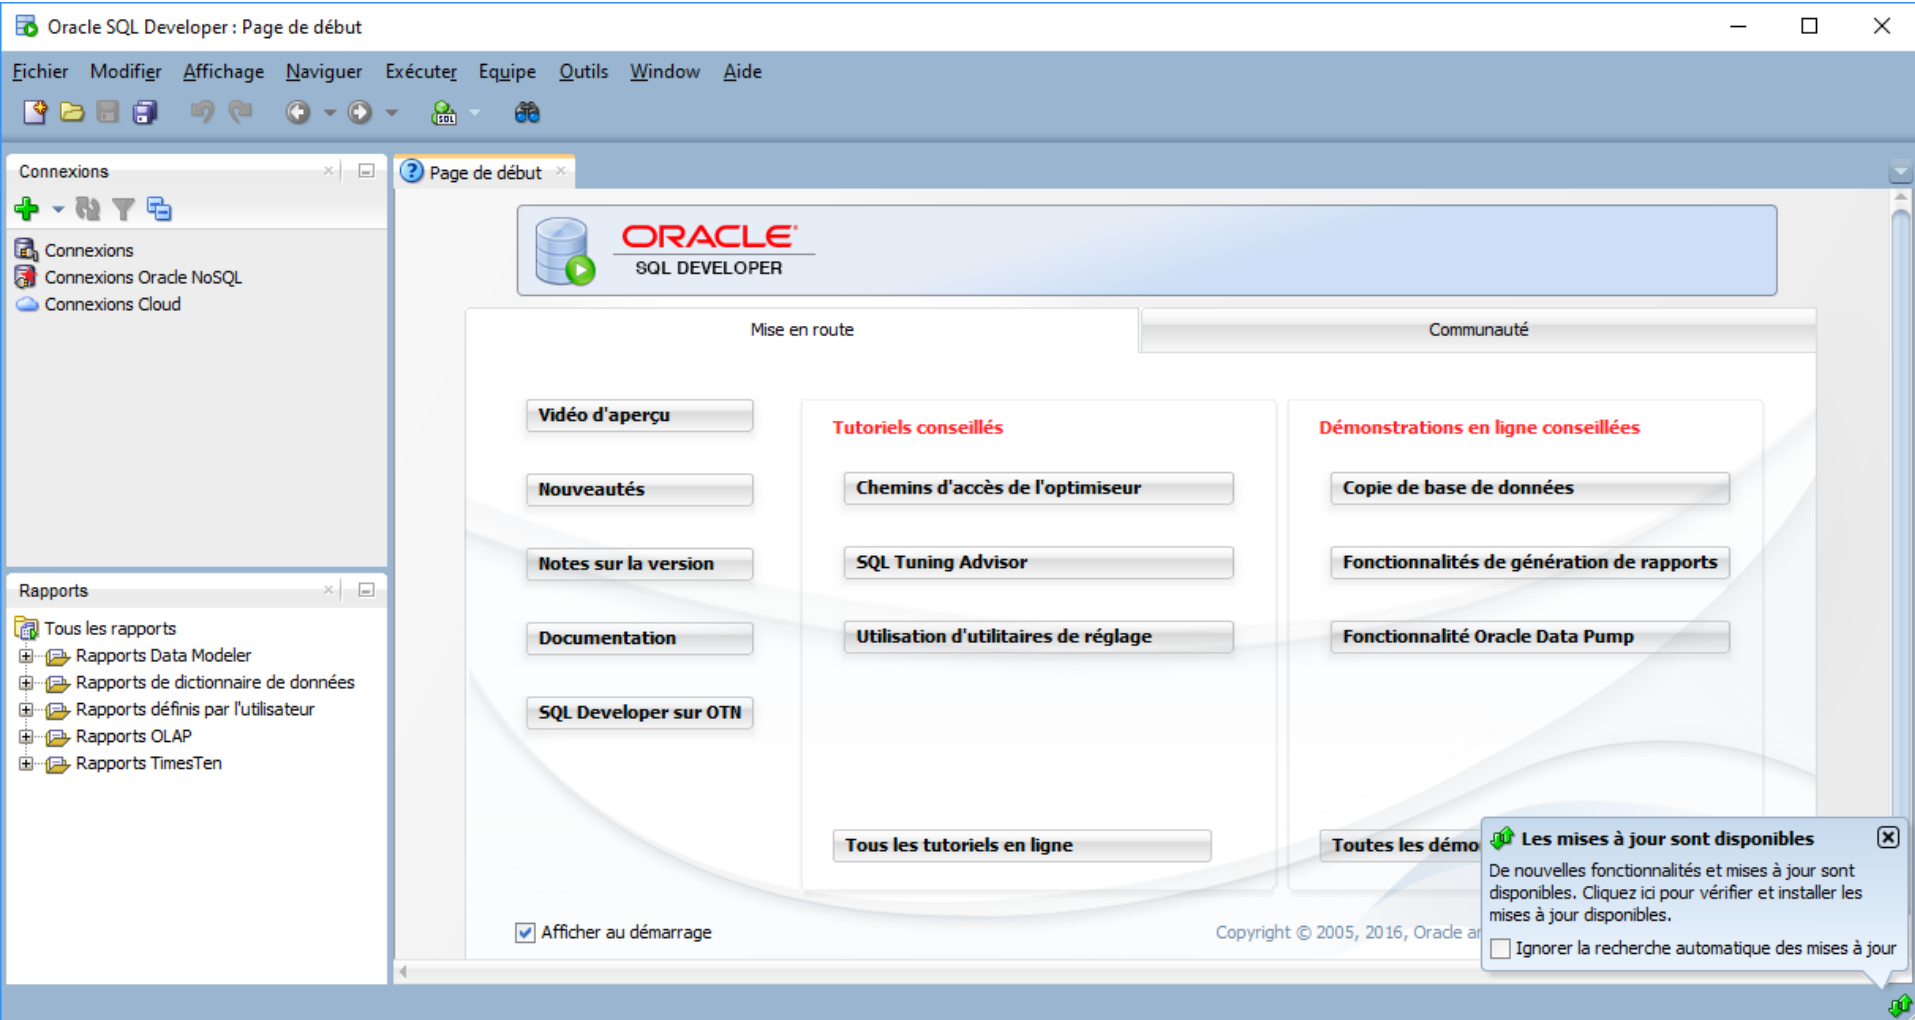 Oracle SQL Developer : Page de début
Fichier Modifier Affichage Naviguer Exécuter Equipe Outils Window Aide
SQL
Connexions
Connexions
Connexions Oracle NoSQL
Connexions Cloud
Rapports
Tous les rapports
Rapports Data Modeler
Rapports de dictionnaire de données
Rapports définis par l'utilisateur
Rapports OLAP
Rapports TimesTen
Page de début
ORACLE
SQL DEVELOPER
Mise en route
Communauté
Vidéo d'aperçu
Nouveautés
Notes sur la version
Documentation
SQL Developer sur OTN
Tutoriels conseillés
Chemins d'accès de l'optimiseur
SQL Tuning Advisor
Utilisation d'utilitaires de réglage
Tous les tutoriels en ligne
Démonstrations en ligne conseillées
Copie de base de données
Fonctionnalités de génération de rapports
Fonctionnalité Oracle Data Pump
Toutes les démo
Afficher au démarrage
Copyright © 2005, 2016, Oracle
Les mises à jour sont disponibles
De nouvelles fonctionnalités et mises à jour sont
disponibles. Cliquez ici pour vérifier et installer les
mises à jour disponibles.
Ignorer la recherche automatique des mises à jour